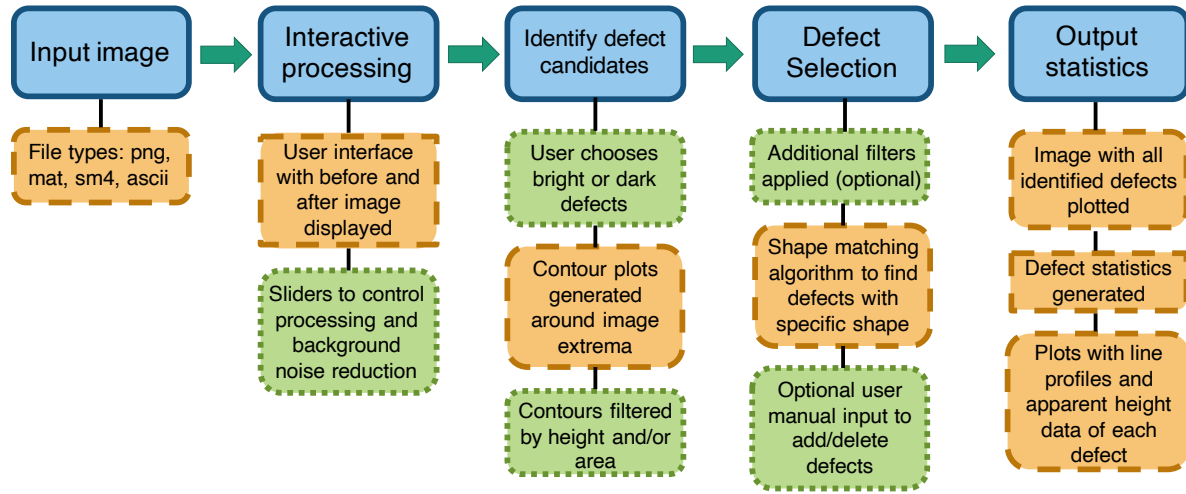 Input image
File types: png,
mat, sm4, ascii
Interactive
processing
User interface
with before and
after image
displayed
Sliders to control
processing and
background
noise reduction
Identify defect
candidates
User chooses
bright or dark
defects
Contour plots
generated
around image
extrema
Contours filtered
by height and/or
area
Defect
Selection
Additional filters
applied (optional)
Shape matching
algorithm to find
defects with
specific shape
Optional user
manual input to
add/delete
defects
Output
statistics
Image with all
identified defects
plotted
Defect statistics
generated
Plots with line
profiles and
apparent height
data of each
defect